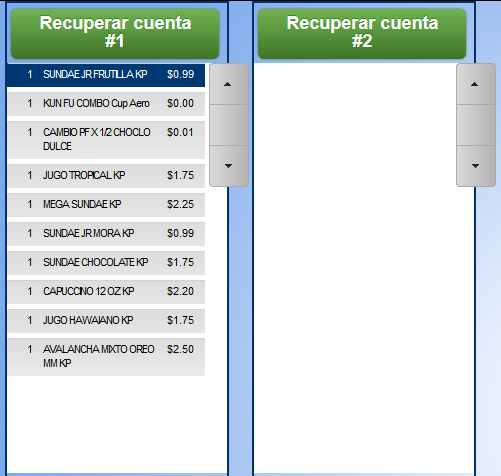 Recuperar cuenta
#1
1 SUNDAE JR FRUTILLA KP $0.99
1 KUN FU COMBO Cup Aero $0.00
1 CAMBIO PF X 1/2 CHOCLO $0.01
DULCE
1 JUGO TROPICAL KP $1.75
1 MEGA SUNDAE KP $2.25
1 SUNDAE JR MORA KP $0.99
1 SUNDAE CHOCOLATE KP $1.75
1 CAPUCCINO 12 OZ KP $2.20
1 JUGO HAWAIANO KP $1.75
1 AVALANCHA MIXTO OREO $2.50
MM KP
Recuperar cuenta
#2